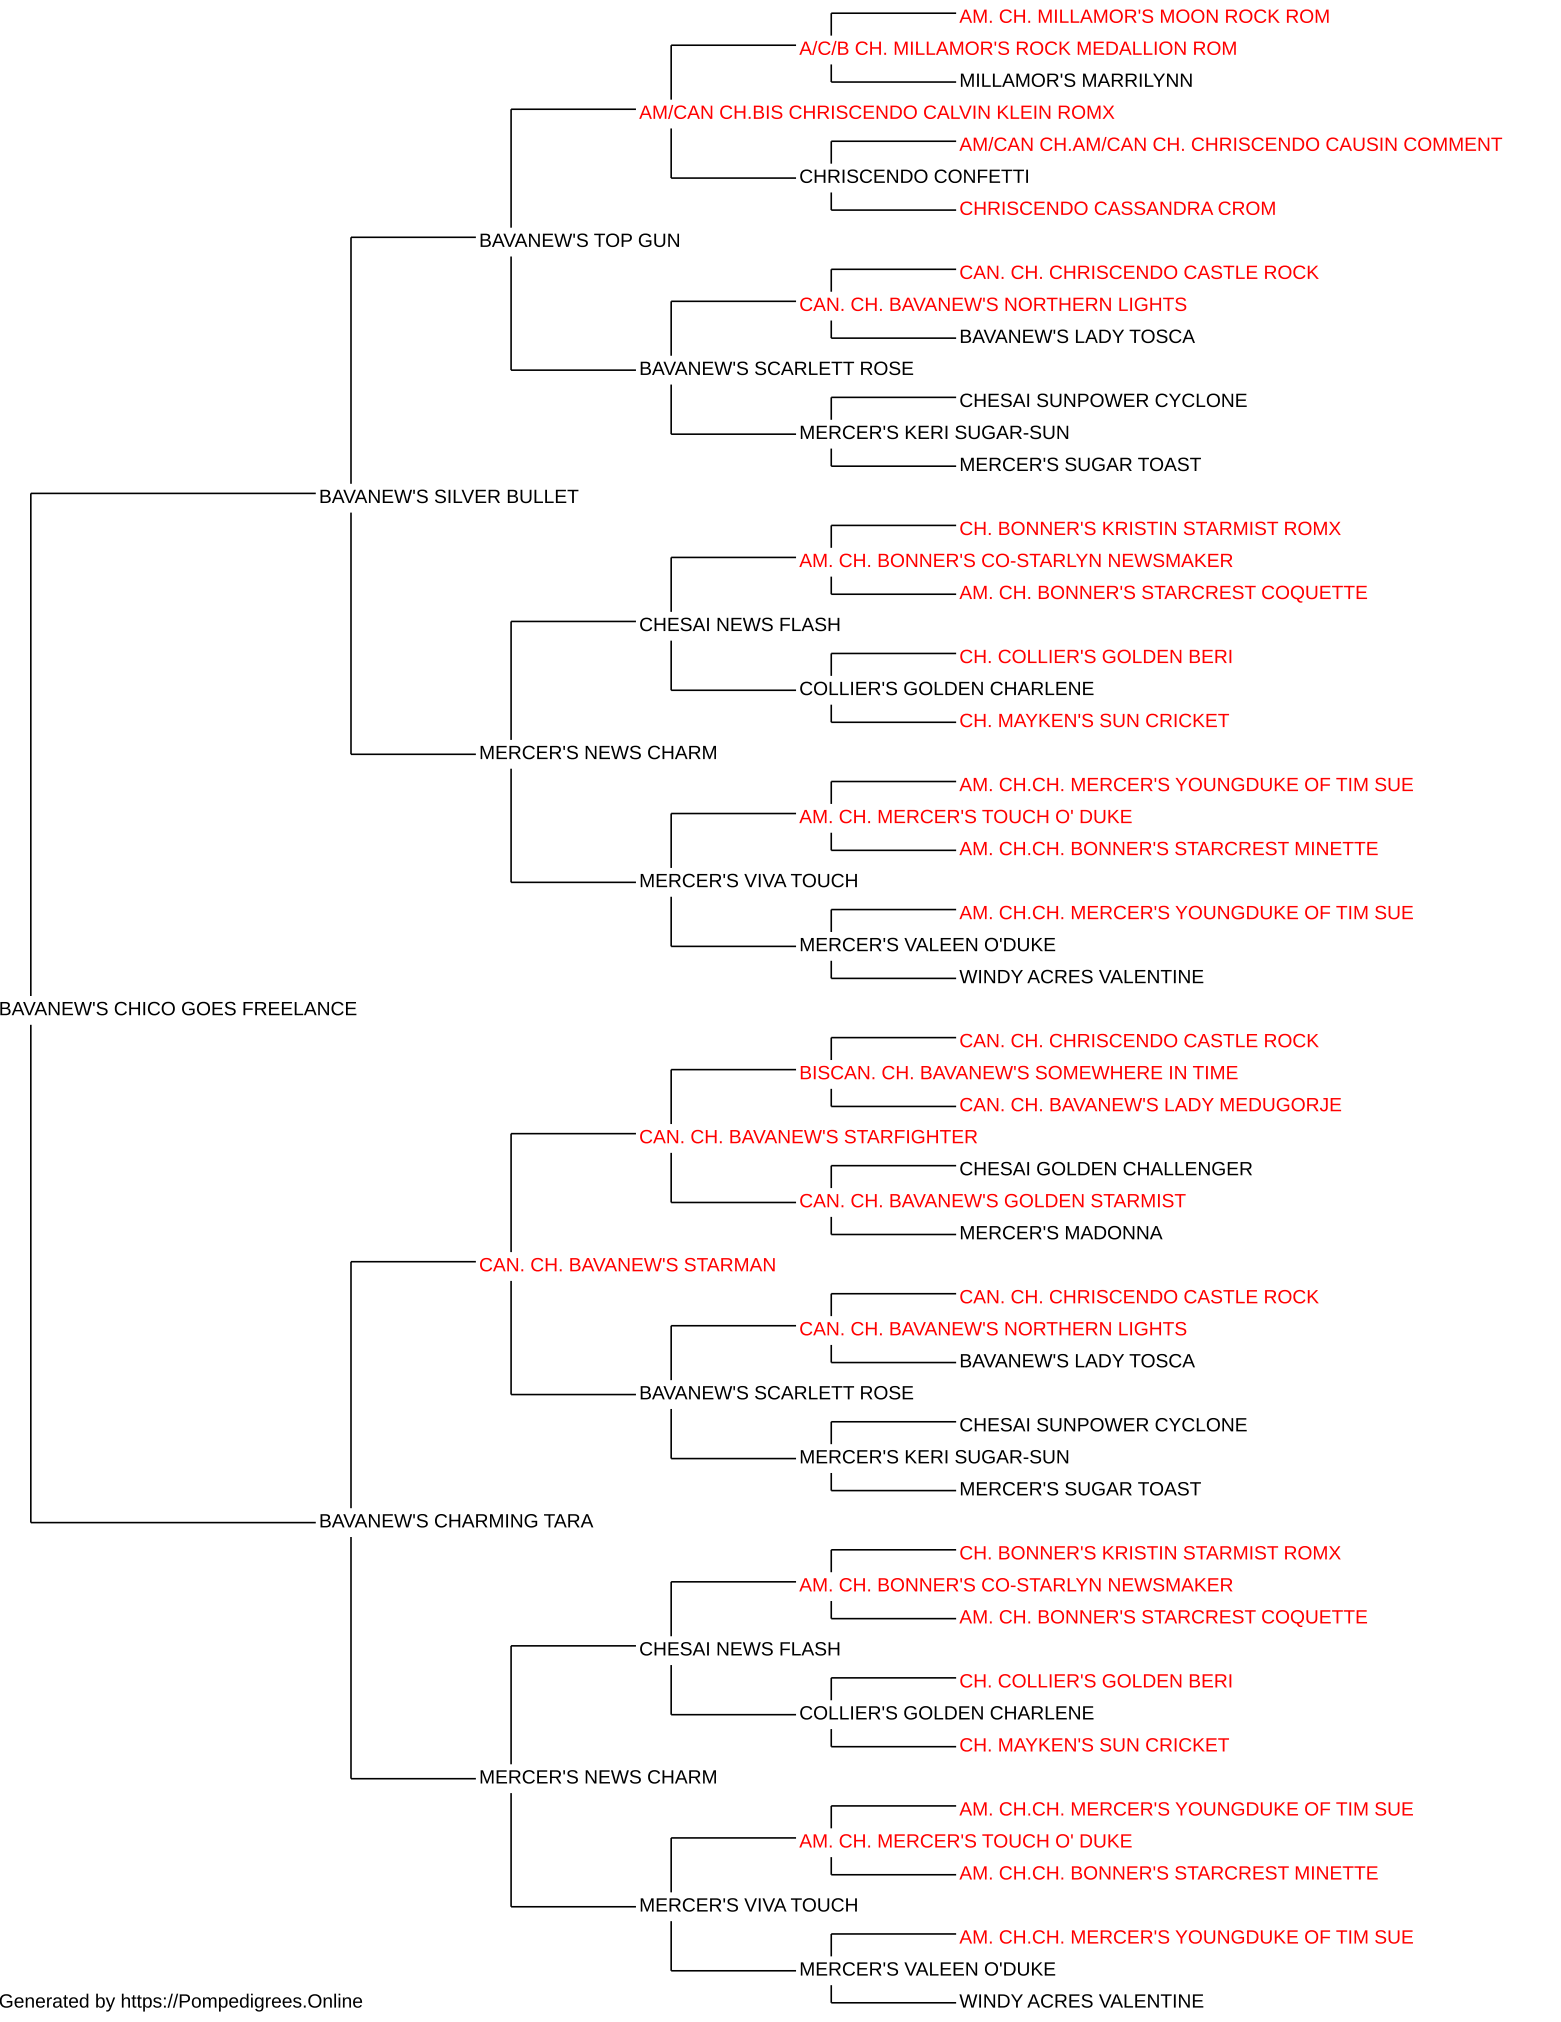 AM. CH. MILLAMOR'S MOON ROCK ROM
A/C/B CH. MILLAMOR'S ROCK MEDALLION ROM
MILLAMOR'S MARRILYNN
AM/CAN CH.BIS CHRISCENDO CALVIN KLEIN ROMX
AM/CAN CH.AM/CAN CH. CHRISCENDO CAUSIN COMMENT
CHRISCENDO CONFETTI
CHRISCENDO CASSANDRA CROM
BAVANEW'S TOP GUN
CAN. CH. CHRISCENDO CASTLE ROCK
CAN. CH. BAVANEW'S NORTHERN LIGHTS
BAVANEW'S LADY TOSCA
BAVANEW'S SCARLETT ROSE
CHESAI SUNPOWER CYCLONE
MERCER'S KERI SUGAR-SUN
MERCER'S SUGAR TOAST
BAVANEW'S SILVER BULLET
CH. BONNER'S KRISTIN STARMIST ROMX
AM. CH. BONNER'S CO-STARLYN NEWSMAKER
AM. CH. BONNER'S STARCREST COQUETTE
CHESAI NEWS FLASH
CH. COLLIER'S GOLDEN BERI
COLLIER'S GOLDEN CHARLENE
CH. MAYKEN'S SUN CRICKET
MERCER'S NEWS CHARM
AM. CH.CH. MERCER'S YOUNGDUKE OF TIM SUE
AM. CH. MERCER'S TOUCH O' DUKE
AM. CH.CH. BONNER'S STARCREST MINETTE
MERCER'S VIVA TOUCH
AM. CH.CH. MERCER'S YOUNGDUKE OF TIM SUE
MERCER'S VALEEN O'DUKE
WINDY ACRES VALENTINE
BAVANEW'S CHICO GOES FREELANCE
CAN. CH. CHRISCENDO CASTLE ROCK
BISCAN. CH. BAVANEW'S SOMEWHERE IN TIME
CAN. CH. BAVANEW'S LADY MEDUGORJE
CAN. CH. BAVANEW'S STARFIGHTER
CHESAI GOLDEN CHALLENGER
CAN. CH. BAVANEW'S GOLDEN STARMIST
MERCER'S MADONNA
CAN. CH. BAVANEW'S STARMAN
CAN. CH. CHRISCENDO CASTLE ROCK
CAN. CH. BAVANEW'S NORTHERN LIGHTS
BAVANEW'S LADY TOSCA
BAVANEW'S SCARLETT ROSE
CHESAI SUNPOWER CYCLONE
MERCER'S KERI SUGAR-SUN
MERCER'S SUGAR TOAST
BAVANEW'S CHARMING TARA
CH. BONNER'S KRISTIN STARMIST ROMX
AM. CH. BONNER'S CO-STARLYN NEWSMAKER
AM. CH. BONNER'S STARCREST COQUETTE
CHESAI NEWS FLASH
CH. COLLIER'S GOLDEN BERI
COLLIER'S GOLDEN CHARLENE
CH. MAYKEN'S SUN CRICKET
MERCER'S NEWS CHARM
AM. CH.CH. MERCER'S YOUNGDUKE OF TIM SUE
AM. CH. MERCER'S TOUCH O' DUKE
AM. CH.CH. BONNER'S STARCREST MINETTE
MERCER'S VIVA TOUCH
AM. CH.CH. MERCER'S YOUNGDUKE OF TIM SUE
MERCER'S VALEEN O'DUKE
WINDY ACRES VALENTINE
Generated by https://Pompedigrees.Online